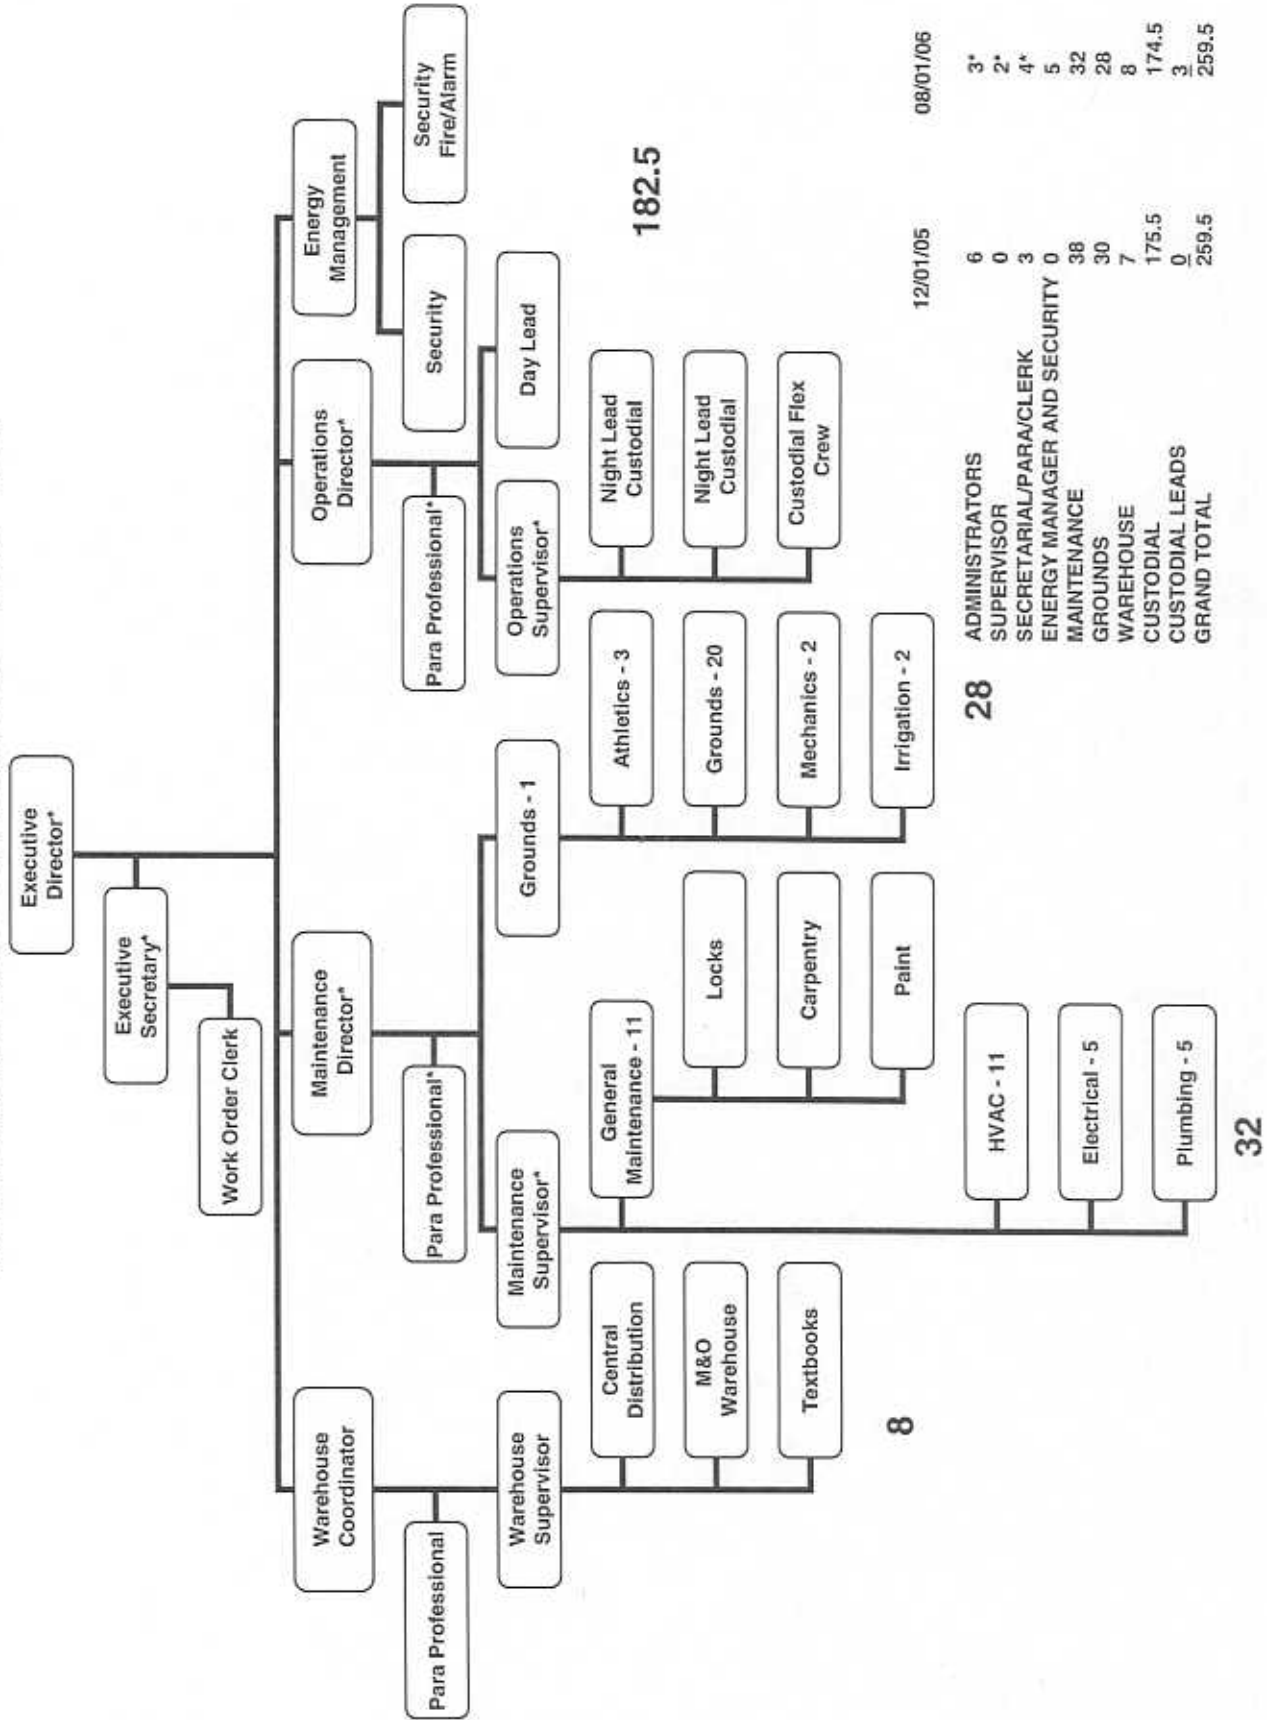 Executive
Director*
Executive
Secretary*
Work Order Clerk
Warehouse
Coordinator
Maintenance
Director*
Operations
Director*
Energy
Management
Para Professional
Para Professional*
Para Professional*
Security
Security
Fire/Alarm
Warehouse
Supervisor
Maintenance
Supervisor*
Grounds - 1
Operations
Supervisor*
Day Lead
Central
Distribution
M&O
Warehouse
Textbooks
8
General
Maintenance - 11
Locks
Carpentry
Paint
HVAC - 11
Electrical - 5
Plumbing - 5
32
Athletics - 3
Grounds - 20
Mechanics - 2
Irrigation - 2
28
Night Lead
Custodial
Night Lead
Custodial
Custodial Flex
Crew
182.5
12/01/05 08/01/06
ADMINISTRATORS 6 3*
SUPERVISOR 0 2*
SECRETARIAL/PARA/CLERK 3 4*
ENERGY MANAGER AND SECURITY 0 5
MAINTENANCE 38 32
GROUNDS 30 28
WAREHOUSE 7 8
CUSTODIAL 175.5 174.5
CUSTODIAL LEADS 0 3
GRAND TOTAL 259.5 259.5